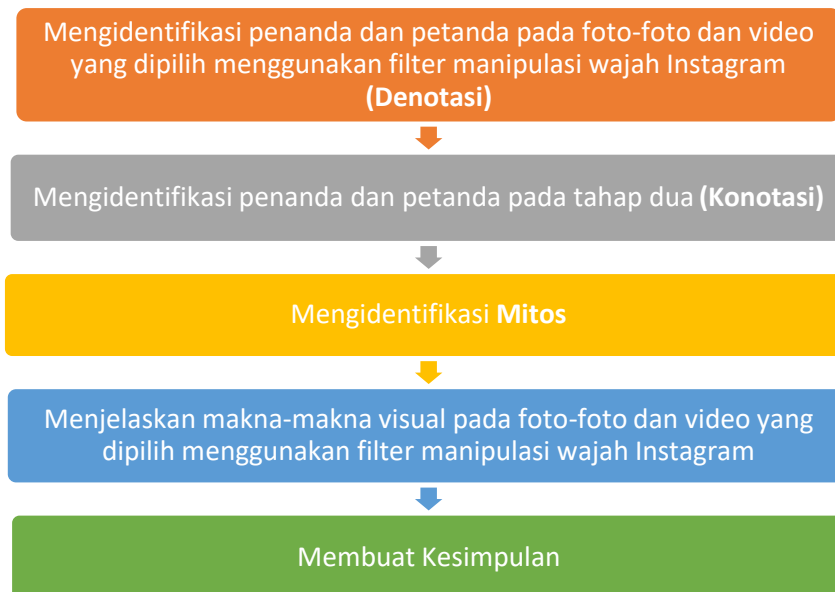 Mengidentifikasi penanda dan petanda pada foto-foto dan video
yang dipilih menggunakan filter manipulasi wajah Instagram
(Denotasi)
Mengidentifikasi penanda dan petanda pada tahap dua (Konotasi)
Mengidentifikasi Mitos
Menjelaskan makna-makna visual pada foto-foto dan video yang
dipilih menggunakan filter manipulasi wajah Instagram
Membuat Kesimpulan